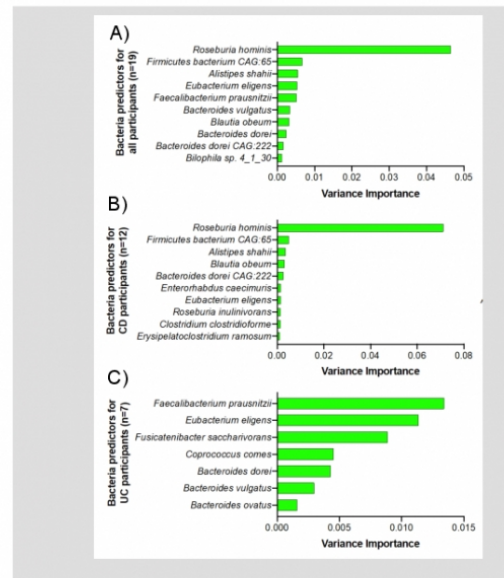 A)
Bacteria predictors for
all participants (n=19)
Roseburia hominis
Firmicutes bacterium CAG:65
Alistipes shahii
Eubacterium eligens
Faecalibacterium prausnitzii
Bacteroides vulgatus
Blautia obeum
Bacteroides dorei
Bacteroides dorei CAG:222
Bilophila sp. 4_1_30
0.00 0.01 0.02 0.03 0.04 0.05
Variance Importance
B)
Bacteria predictors for
CD participants (n=12)
Roseburia hominis
Firmicutes bacterium CAG:65
Alistipes shahii
Blautia obeum
Bacteroides dorei CAG:222
Enterorhabdus caecimuris
Eubacterium eligens
Roseburia inulinivorans
Clostridium clostridioforme
Erysipelatoclostridium ramosum
0.00 0.02 0.04 0.06 0.08
Variance Importance
C)
Bacteria predictors for
UC participants (n=7)
Faecalibacterium prausnitzii
Eubacterium eligens
Fusicatenibacter saccharivorans
Coprococcus comes
Bacteroides dorei
Bacteroides vulgatus
Bacteroides ovatus
0.000 0.005 0.010 0.015
Variance Importance